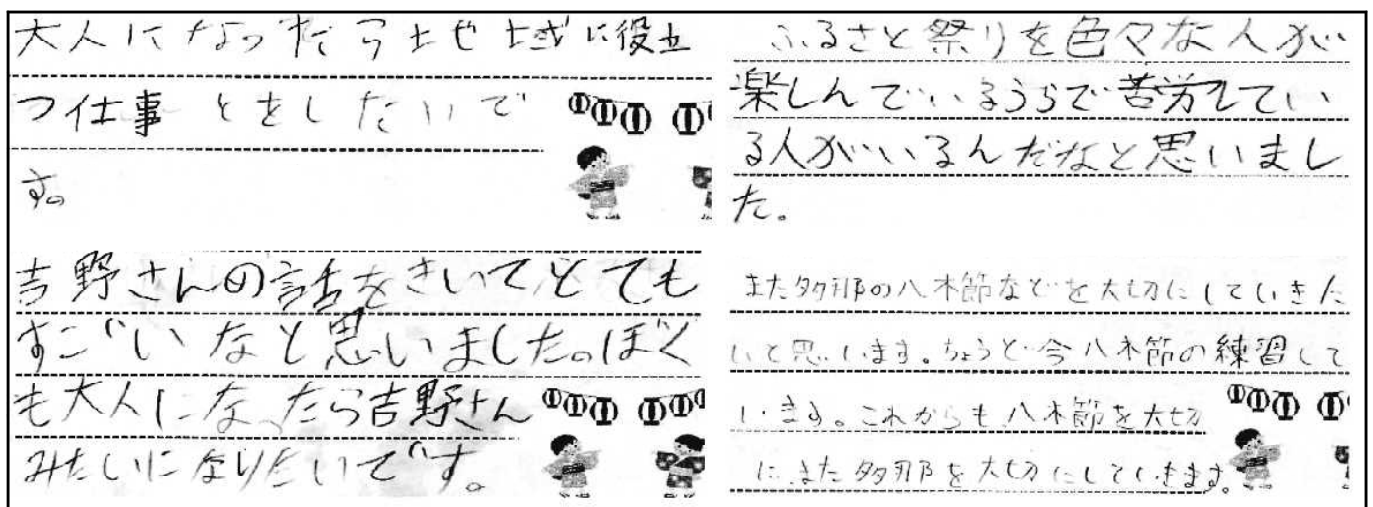 大人になったら土也域に役立
つ仕事とをしたいで
す。
ふるさと祭りを色々な人が
楽しんでいるうらで苦労してい
る人がいるんだなと思いまし
た。
吉野さんの話をきいてとても
すごいなと思いました。ぼく
も大人になったら吉野さん
みたいになりたいです。
また多那の八木節などを大切にしていきた
いと思います。ちょうど今八木節の練習して
います。これからも八木節を大切
に、また多那を大切にしていきます。